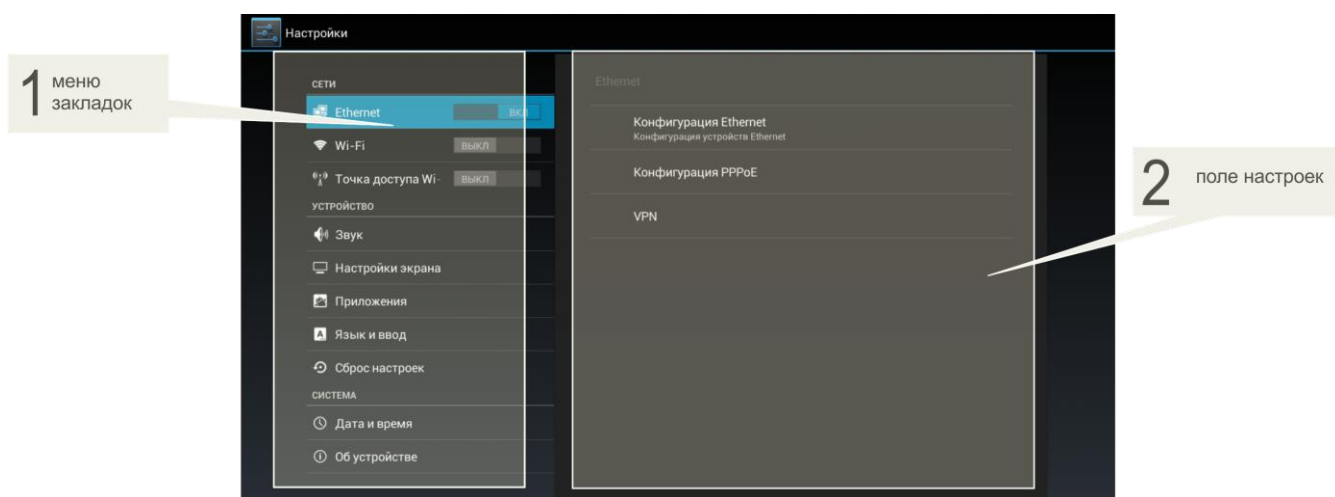 Настройки
1 меню
закладок
СЕТИ
Ethernet ВКЛ
Wi-Fi ВЫКЛ
Точка доступа Wi- ВЫКЛ
УСТРОЙСТВО
Звук
Настройки экрана
Приложения
Язык и ввод
Сброс настроек
СИСТЕМА
Дата и время
Об устройстве
Ethernet
Конфигурация Ethernet
Конфигурация устройств Ethernet
Конфигурация PPPoE
VPN
2 поле настроек